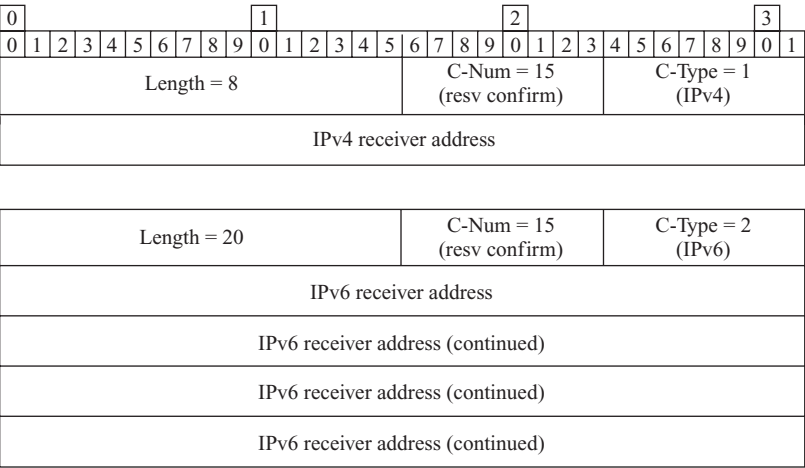 0 1 2 3
0 1 2 3 4 5 6 7 8 9 0 1 2 3 4 5 6 7 8 9 0 1 2 3 4 5 6 7 8 9 0 1
Length = 8 C-Num = 15 C-Type = 1
(resv confirm) (IPv4)
IPv4 receiver address
Length = 20 C-Num = 15 C-Type = 2
(resv confirm) (IPv6)
IPv6 receiver address
IPv6 receiver address (continued)
IPv6 receiver address (continued)
IPv6 receiver address (continued)